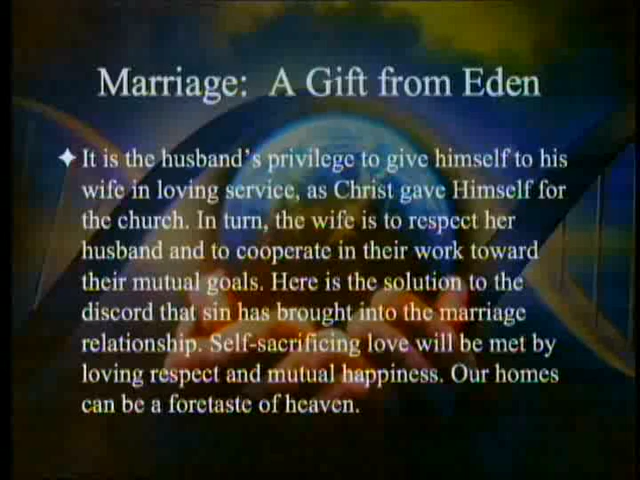 Marriage: A Gift from Eden
It is the husband's privilege to give himself to his
wife in loving service, as Christ gave Himself for
the church. In turn, the wife is to respect her
husband and to cooperate in their work toward
their mutual goals. Here is the solution to the
discord that sin has brought into the marriage
relationship. Self-sacrificing love will be met by
loving respect and mutual happiness. Our homes
can be a foretaste of heaven.